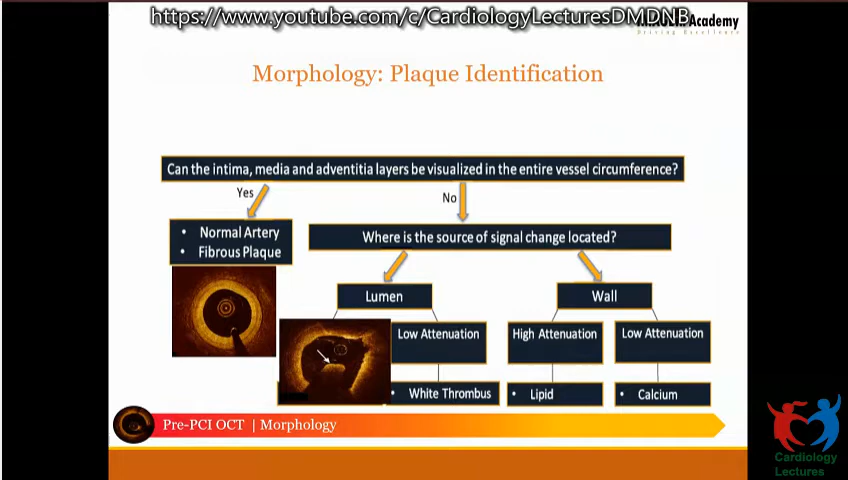 https://www.youtube.com/c/CardiologyLecturesDMDNB
Academy
Driving Excellence
Morphology: Plaque Identification
Can the intima, media and adventitia layers be visualized in the entire vessel circumference?
Yes
No
• Normal Artery
• Fibrous Plaque
Where is the source of signal change located?
Lumen
Wall
Low Attenuation
High Attenuation
Low Attenuation
• White Thrombus
• Lipid
• Calcium
Pre-PCI OCT | Morphology
Cardiology
Lectures